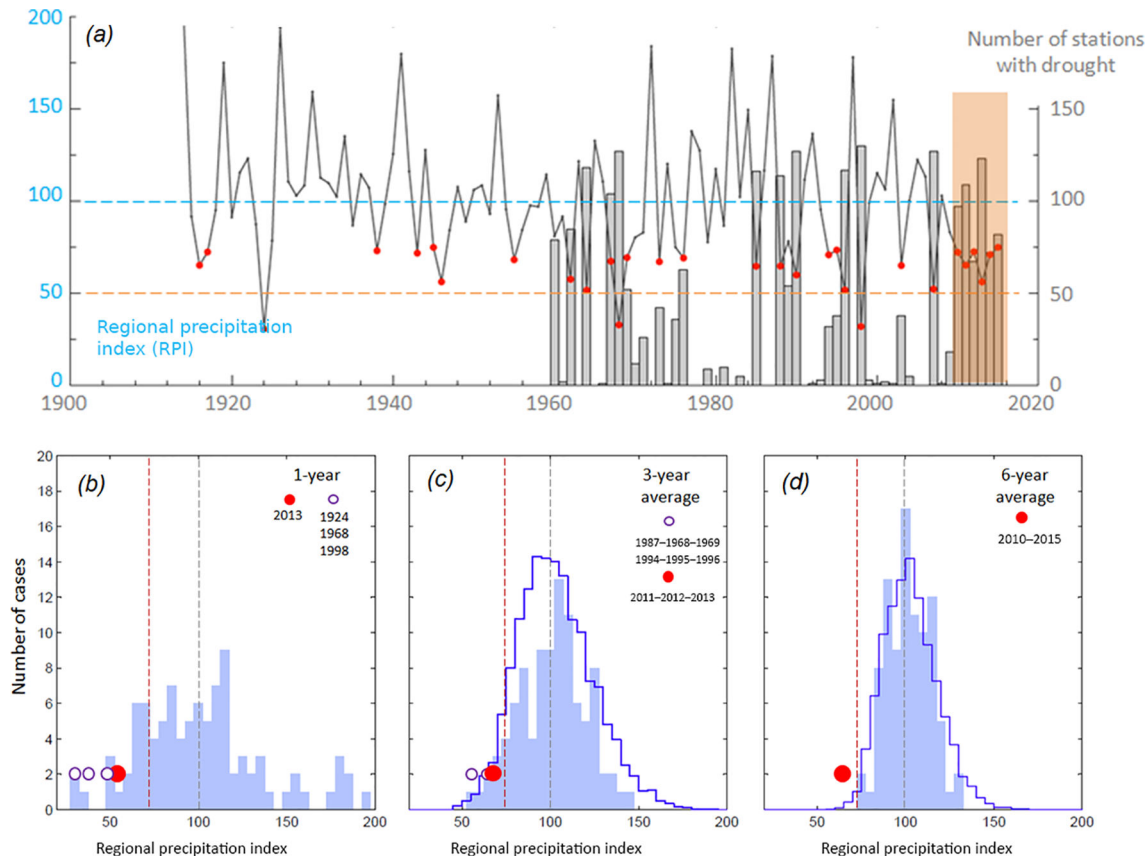 200
(a)
Number of stations
with drought
150
150
100
100
50
50
Regional precipitation
index (RPI)
0
0
1900
1920
1940
1960
1980
2000
2020
20
18
16
14
12
10
8
6
4
2
0
Number of cases
(b)
1-year
2013
1924
1968
1998
50
100
150
200
Regional precipitation index
(c)
3-year
average
1987–1968–1969
1994–1995–1996
2011–2012–2013
50
100
150
200
Regional precipitation index
(d)
6-year
average
2010–2015
50
100
150
200
Regional precipitation index